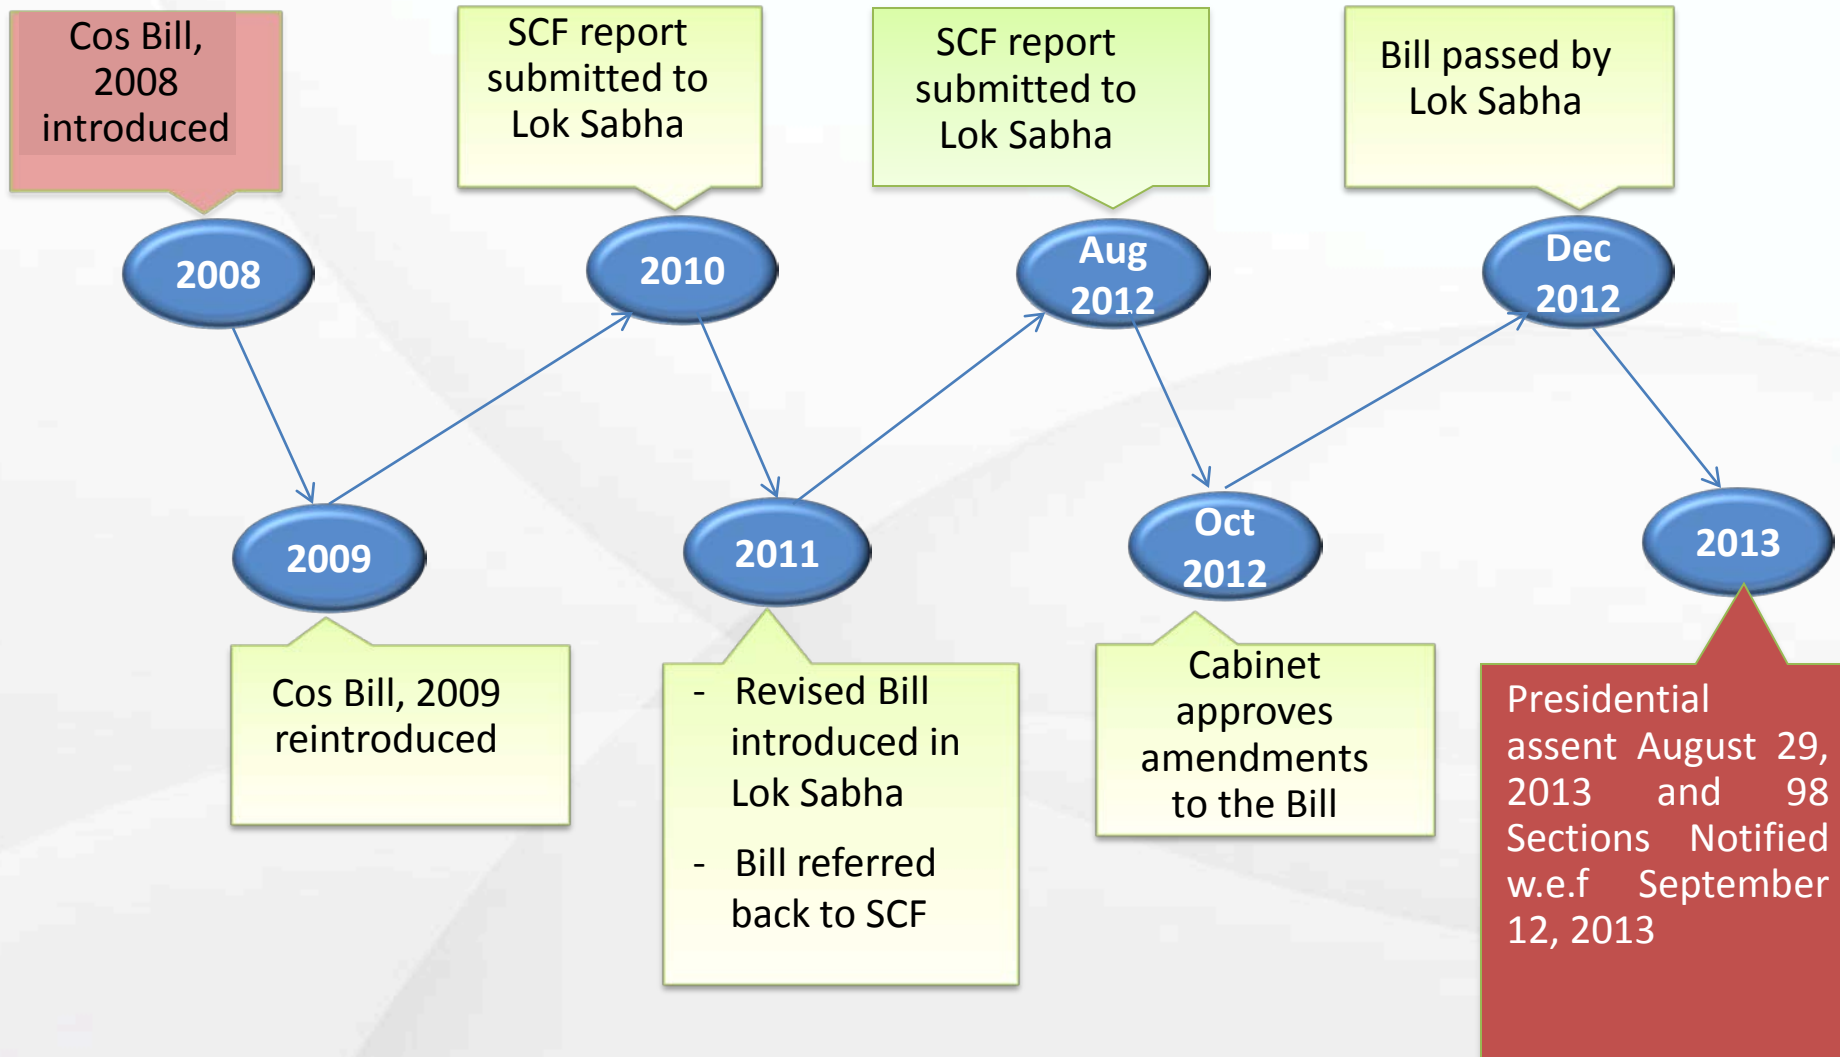 Cos Bill,
2008
introduced
SCF report
submitted to
Lok Sabha
SCF report
submitted to
Lok Sabha
Bill passed by
Lok Sabha
2008
2010
Aug
2012
Dec
2012
2009
2011
Oct
2012
2013
Cos Bill, 2009
reintroduced
- Revised Bill
introduced in
Lok Sabha
- Bill referred
back to SCF
Cabinet
approves
amendments
to the Bill
Presidential
assent August 29,
2013 and 98
Sections Notified
w.e.f September
12, 2013